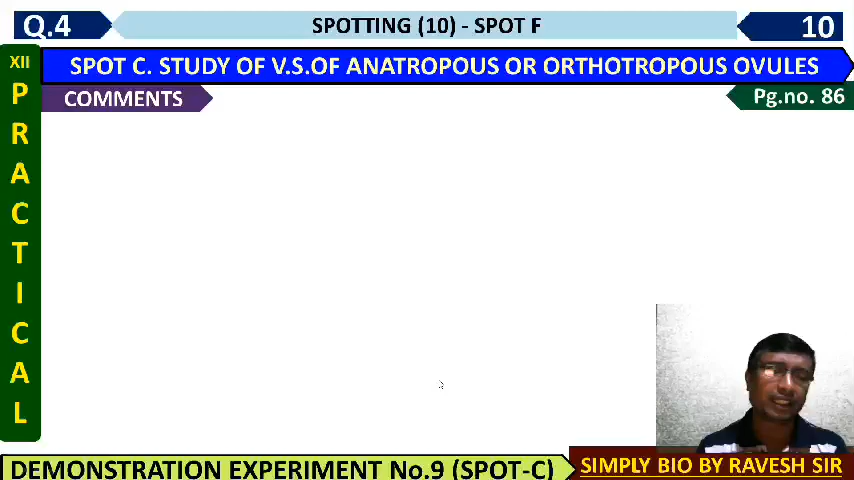 Q.4
SPOTTING (10) - SPOT F
10
XII
PRACTICAL
SPOT C. STUDY OF V.S.OF ANATROPOUS OR ORTHOTROPOUS OVULES
COMMENTS
Pg.no. 86
DEMONSTRATION EXPERIMENT No.9 (SPOT-C)
SIMPLY BIO BY RAVESH SIR